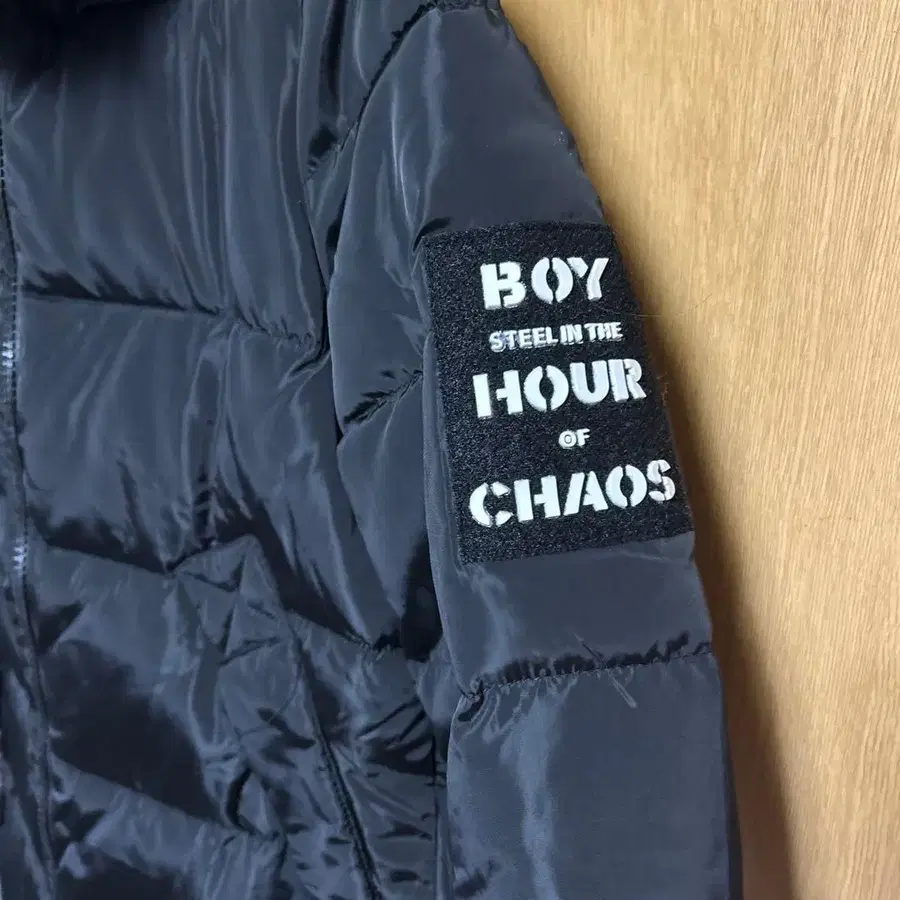 BOY
STEEL IN THE
HOUR
OF
CHAOS